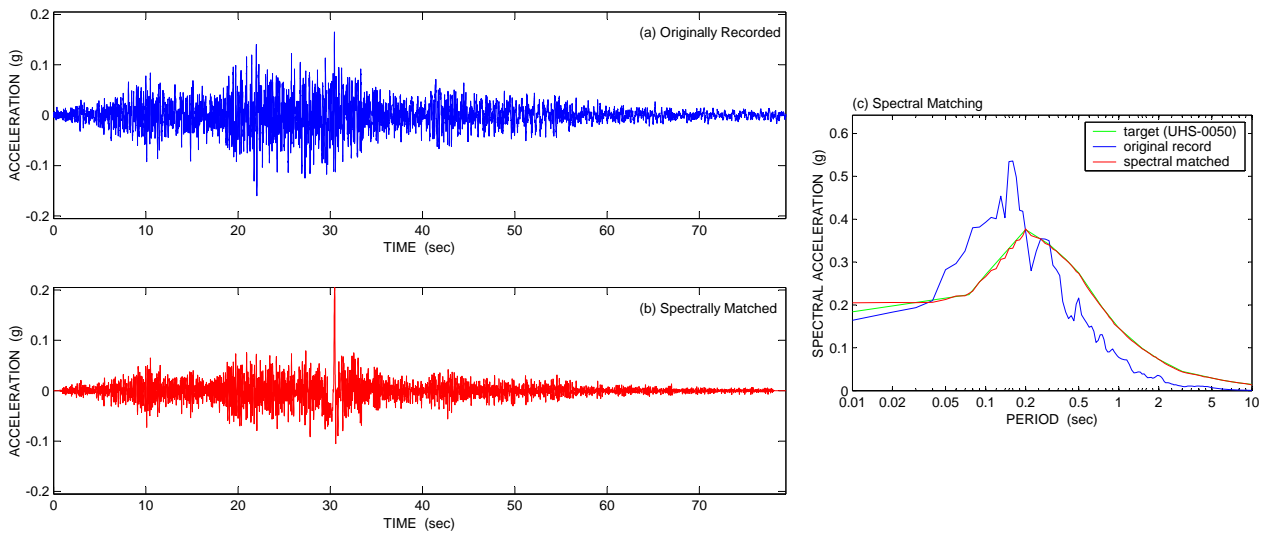 (a) Originally Recorded
ACCELERATION (g)
0.2
0.1
0
-0.1
-0.2
0 10 20 30 40 50 60 70
TIME (sec)
(b) Spectrally Matched
ACCELERATION (g)
0.2
0.1
0
-0.1
-0.2
0 10 20 30 40 50 60 70
TIME (sec)
(c) Spectral Matching
target (UHS-0050)
original record
spectral matched
SPECTRAL ACCELERATION (g)
0.6
0.5
0.4
0.3
0.2
0.1
0
0.01 0.02 0.05 0.1 0.2 0.5 1 2 5 10
PERIOD (sec)